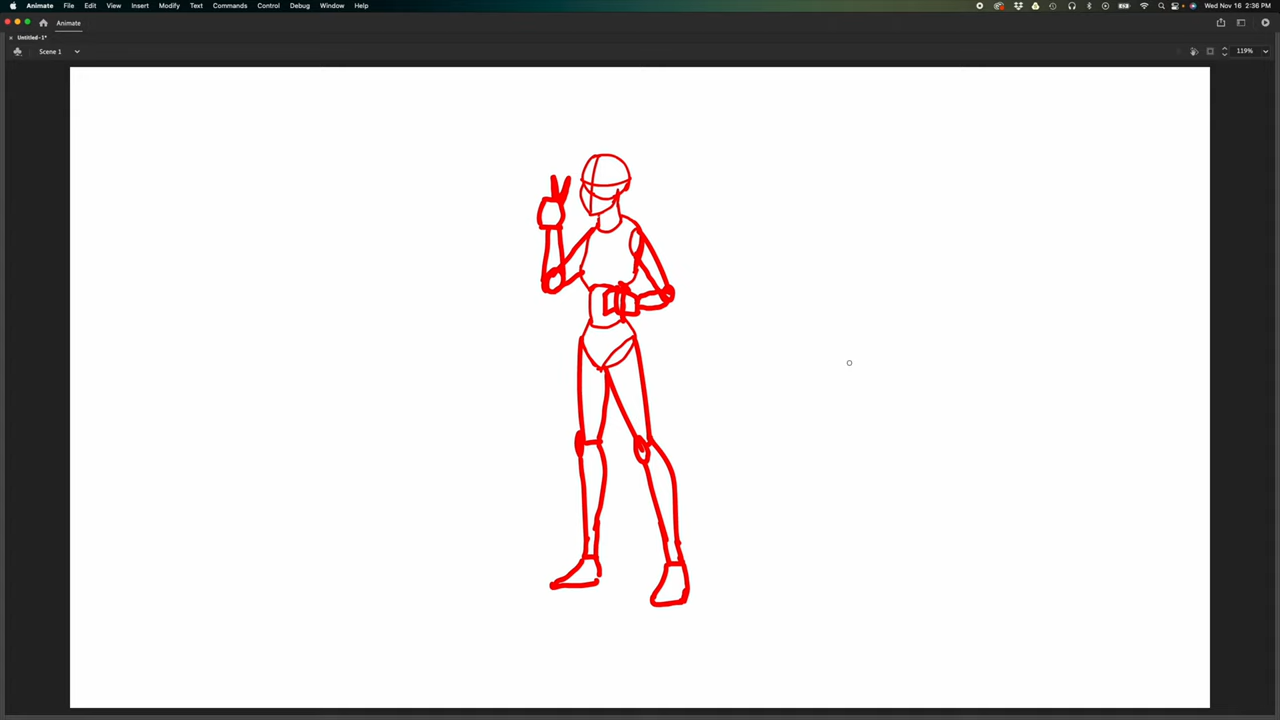 Animate File Edit View Insert Modify Text Commands Control Debug Window Help Wed Nov 16 2:36 PM
Animate
Untitled-1*
Scene 1 119%